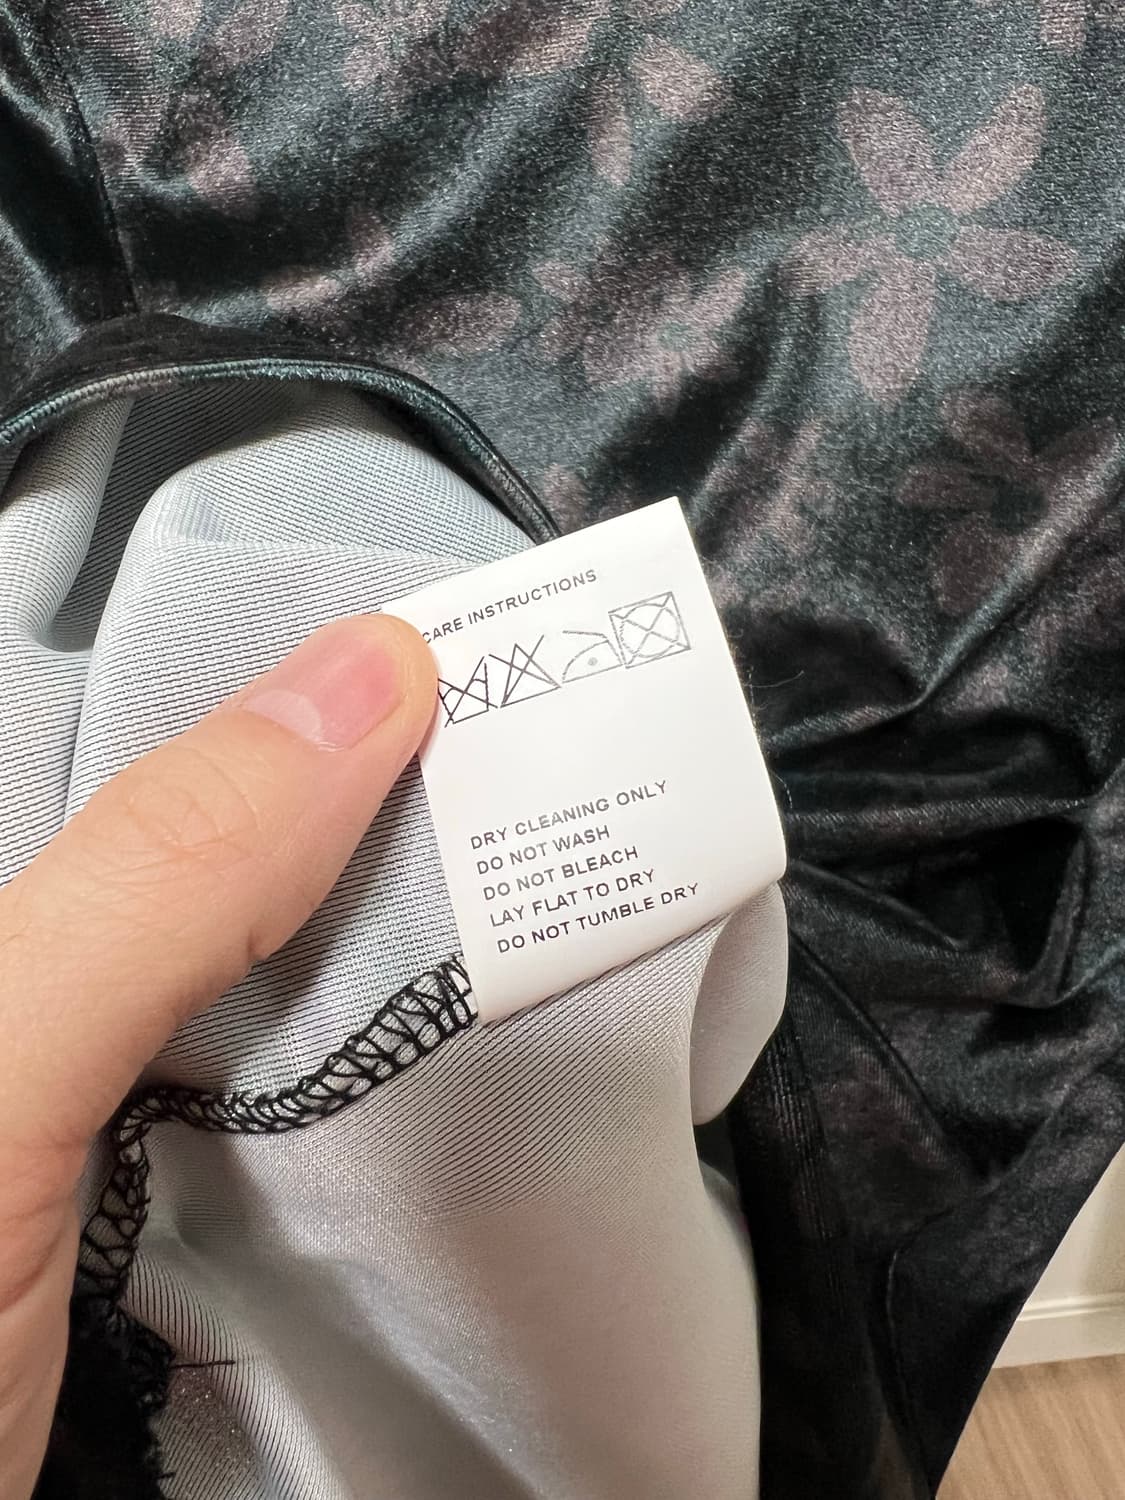 CARE INSTRUCTIONS
DRY CLEANING ONLY
DO NOT WASH
DO NOT BLEACH
LAY FLAT TO DRY
DO NOT TUMBLE DRY